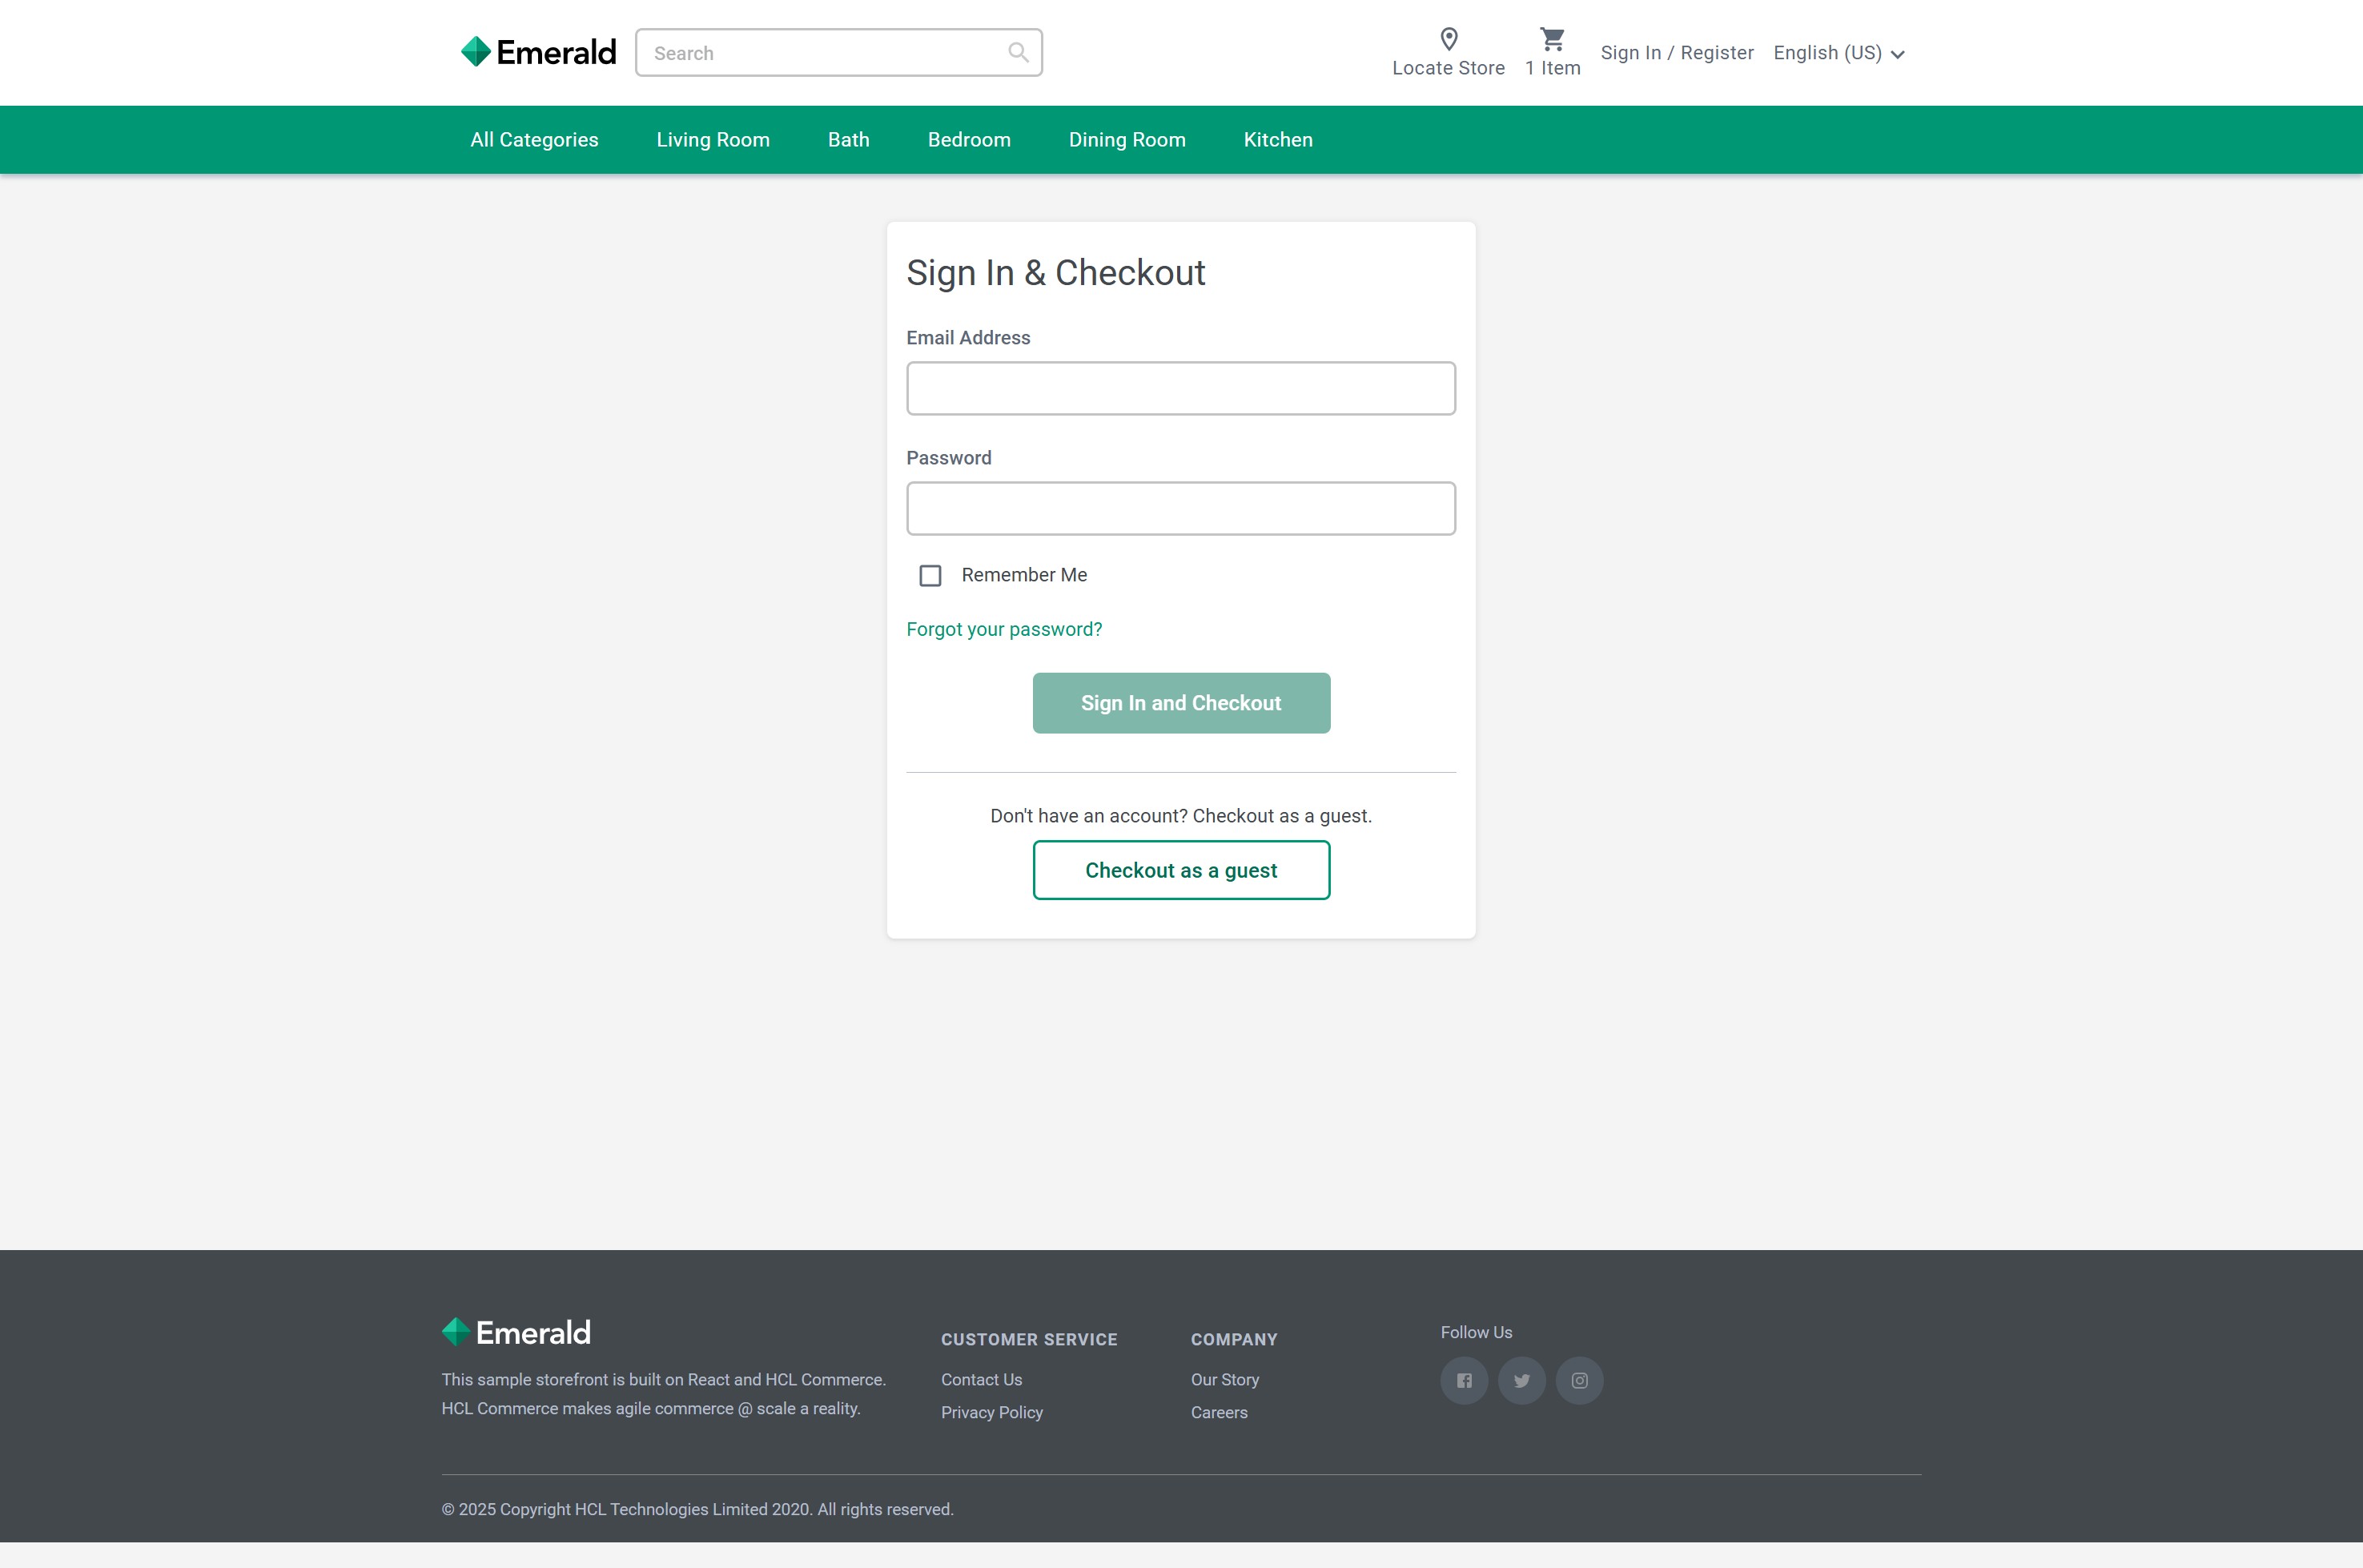 Emerald
Search
Locate Store
1 Item
Sign In / Register
English (US)
All Categories
Living Room
Bath
Bedroom
Dining Room
Kitchen
Sign In & Checkout
Email Address
Password
Remember Me
Forgot your password?
Sign In and Checkout
Don't have an account? Checkout as a guest.
Checkout as a guest
Emerald
This sample storefront is built on React and HCL Commerce.
HCL Commerce makes agile commerce @ scale a reality.
CUSTOMER SERVICE
Contact Us
Privacy Policy
COMPANY
Our Story
Careers
Follow Us
© 2025 Copyright HCL Technologies Limited 2020. All rights reserved.